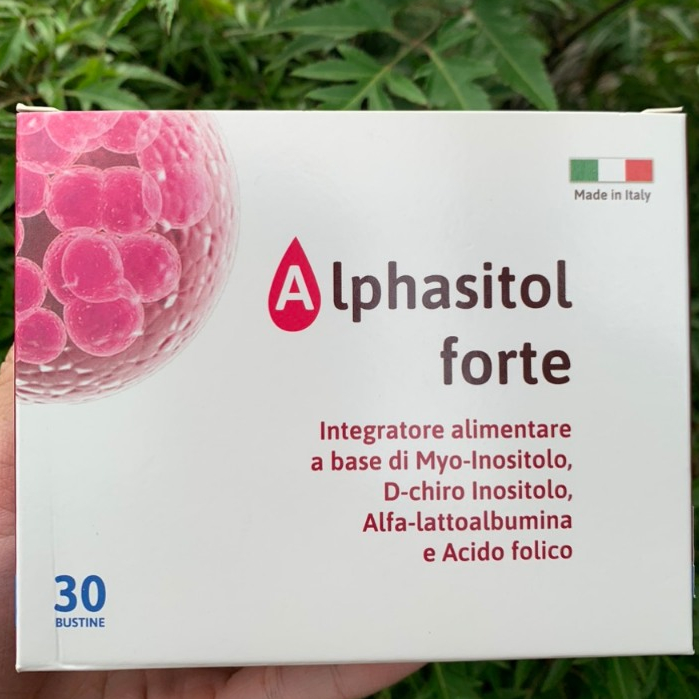 Made in Italy
Alphasitol
forte
Integratore alimentare
a base di Myo-Inositolo,
D-chiro Inositolo,
Alfa-lattoalbumina
e Acido folico
30
BUSTINE